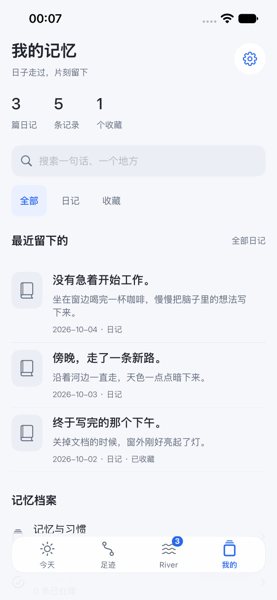 00:07
我的记忆
日子走过，片刻留下
3
5
1
篇日记
条记录
个收藏
搜索一句话、一个地方
全部
日记
收藏
最近留下的
全部日记
没有急着开始工作。
坐在窗边喝完一杯咖啡，慢慢把脑子里的想法写
下来。
2026-10-04 · 日记
傍晚，走了一条新路。
沿着河边一直走，天色一点点暗下来。
2026-10-03 · 日记
终于写完的那个下午。
关掉文档的时候，窗外刚好亮起了灯。
2026-10-02 · 日记 · 已收藏
记忆档案
记忆与习惯
3
今天
足迹
River
我的